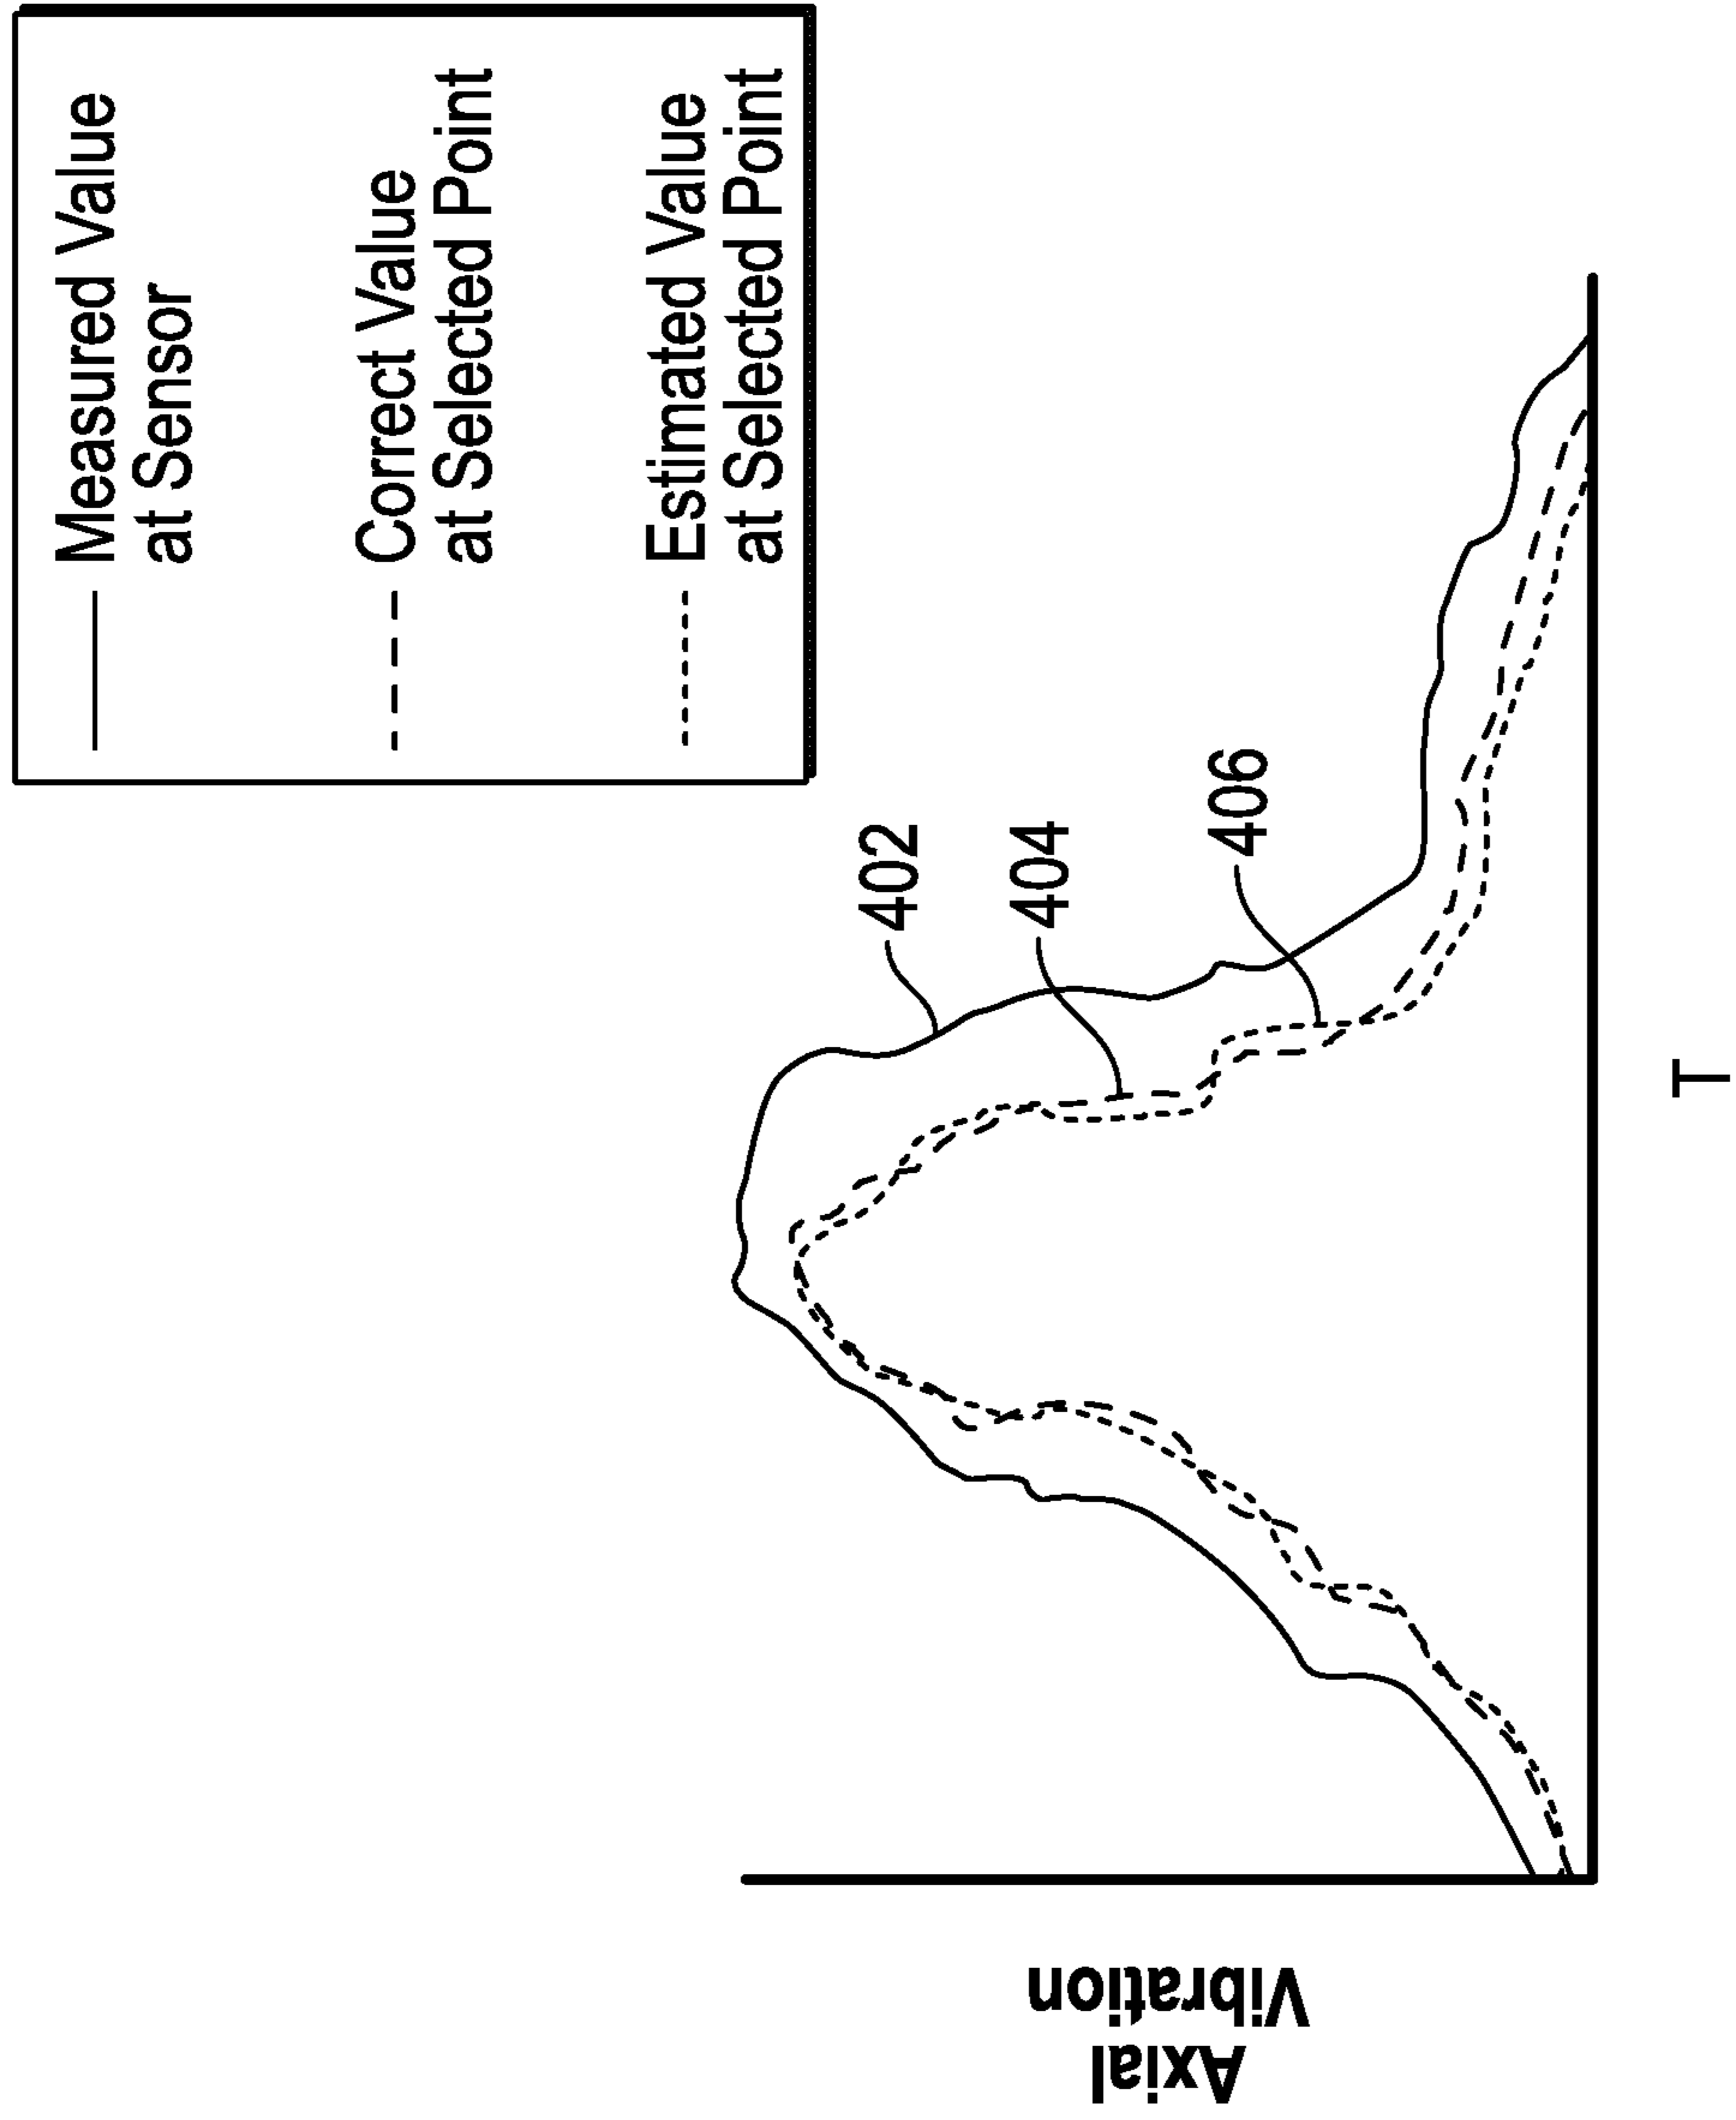 Measured Value
at Sensor
Correct Value
at Selected Point
Estimated Value
at Selected Point
402
404
406
Axial
Vibration
T